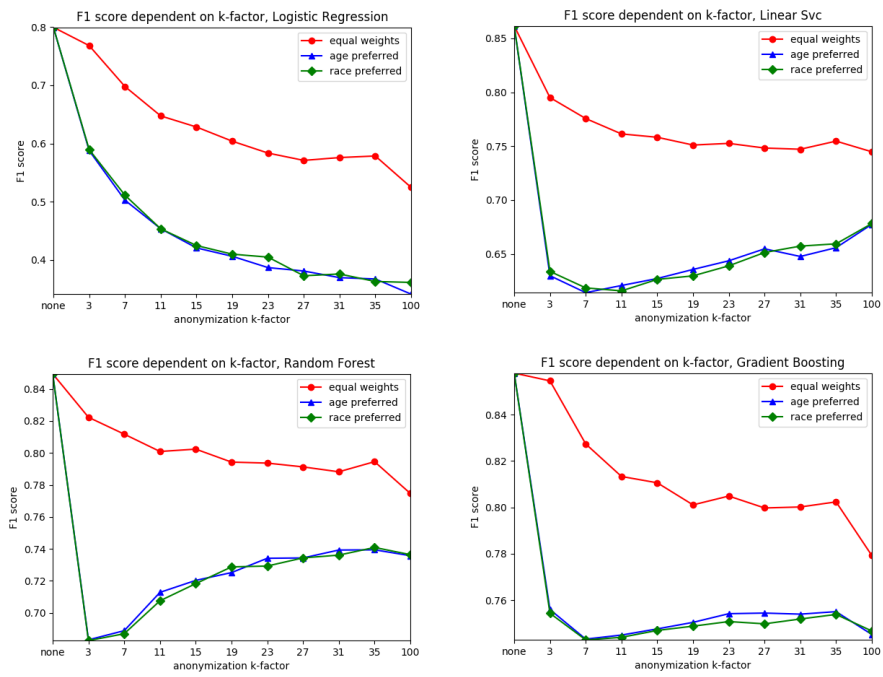 F1 score dependent on k-factor, Logistic Regression
0.8
0.7
0.6
0.5
0.4
F1 score
equal weights
age preferred
race preferred
none 3 7 11 15 19 23 27 31 35 100
anonymization k-factor
F1 score dependent on k-factor, Linear Svc
0.85
0.80
0.75
0.70
0.65
F1 score
equal weights
age preferred
race preferred
none 3 7 11 15 19 23 27 31 35 100
anonymization k-factor
F1 score dependent on k-factor, Random Forest
0.84
0.82
0.80
0.78
0.76
0.74
0.72
0.70
F1 score
equal weights
age preferred
race preferred
none 3 7 11 15 19 23 27 31 35 100
anonymization k-factor
F1 score dependent on k-factor, Gradient Boosting
0.84
0.82
0.80
0.78
0.76
F1 score
equal weights
age preferred
race preferred
none 3 7 11 15 19 23 27 31 35 100
anonymization k-factor